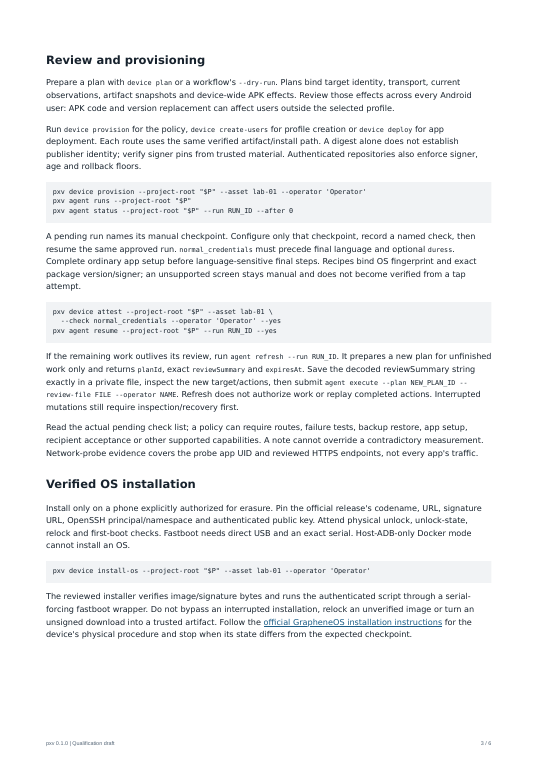 Review and provisioning
Prepare a plan with device plan or a workflow's --dry-run. Plans bind target identity, transport, current
observations, artifact snapshots and device-wide APK effects. Review those effects across every Android
user: APK code and version replacement can affect users outside the selected profile.
Run device provision for the policy, device create-users for profile creation or device deploy for app
deployment. Each route uses the same verified artifact/install path. A digest alone does not establish
publisher identity; verify signer pins from trusted material. Authenticated repositories also enforce signer,
age and rollback floors.
pxv device provision --project-root "$P" --asset lab-01 --operator 'Operator'
pxv agent runs --project-root "$P"
pxv agent status --project-root "$P" --run RUN_ID --after 0
A pending run names its manual checkpoint. Configure only that checkpoint, record a named check, then
resume the same approved run. normal_credentials must precede final language and optional duress.
Complete ordinary app setup before language-sensitive final steps. Recipes bind OS fingerprint and exact
package version/signer; an unsupported screen stays manual and does not become verified from a tap
attempt.
pxv device attest --project-root "$P" --asset lab-01 \
  --check normal_credentials --operator 'Operator' --yes
pxv agent resume --project-root "$P" --run RUN_ID --yes
If the remaining work outlives its review, run agent refresh --run RUN_ID. It prepares a new plan for unfinished
work only and returns planId, exact reviewSummary and expiresAt. Save the decoded reviewSummary string
exactly in a private file, inspect the new target/actions, then submit agent execute --plan NEW_PLAN_ID --
review-file FILE --operator NAME. Refresh does not authorize work or replay completed actions. Interrupted
mutations still require inspection/recovery first.
Read the actual pending check list; a policy can require routes, failure tests, backup restore, app setup,
recipient acceptance or other supported capabilities. A note cannot override a contradictory measurement.
Network-probe evidence covers the probe app UID and reviewed HTTPS endpoints, not every app's traffic.
Verified OS installation
Install only on a phone explicitly authorized for erasure. Pin the official release's codename, URL, signature
URL, OpenSSH principal/namespace and authenticated public key. Attend physical unlock, unlock-state,
relock and first-boot checks. Fastboot needs direct USB and an exact serial. Host-ADB-only Docker mode
cannot install an OS.
pxv device install-os --project-root "$P" --asset lab-01 --operator 'Operator'
The reviewed installer verifies image/signature bytes and runs the authenticated script through a serial-
forcing fastboot wrapper. Do not bypass an interrupted installation, relock an unverified image or turn an
unsigned download into a trusted artifact. Follow the official GrapheneOS installation instructions for the
device's physical procedure and stop when its state differs from the expected checkpoint.
pxv 0.1.0 | Qualification draft
3 / 6